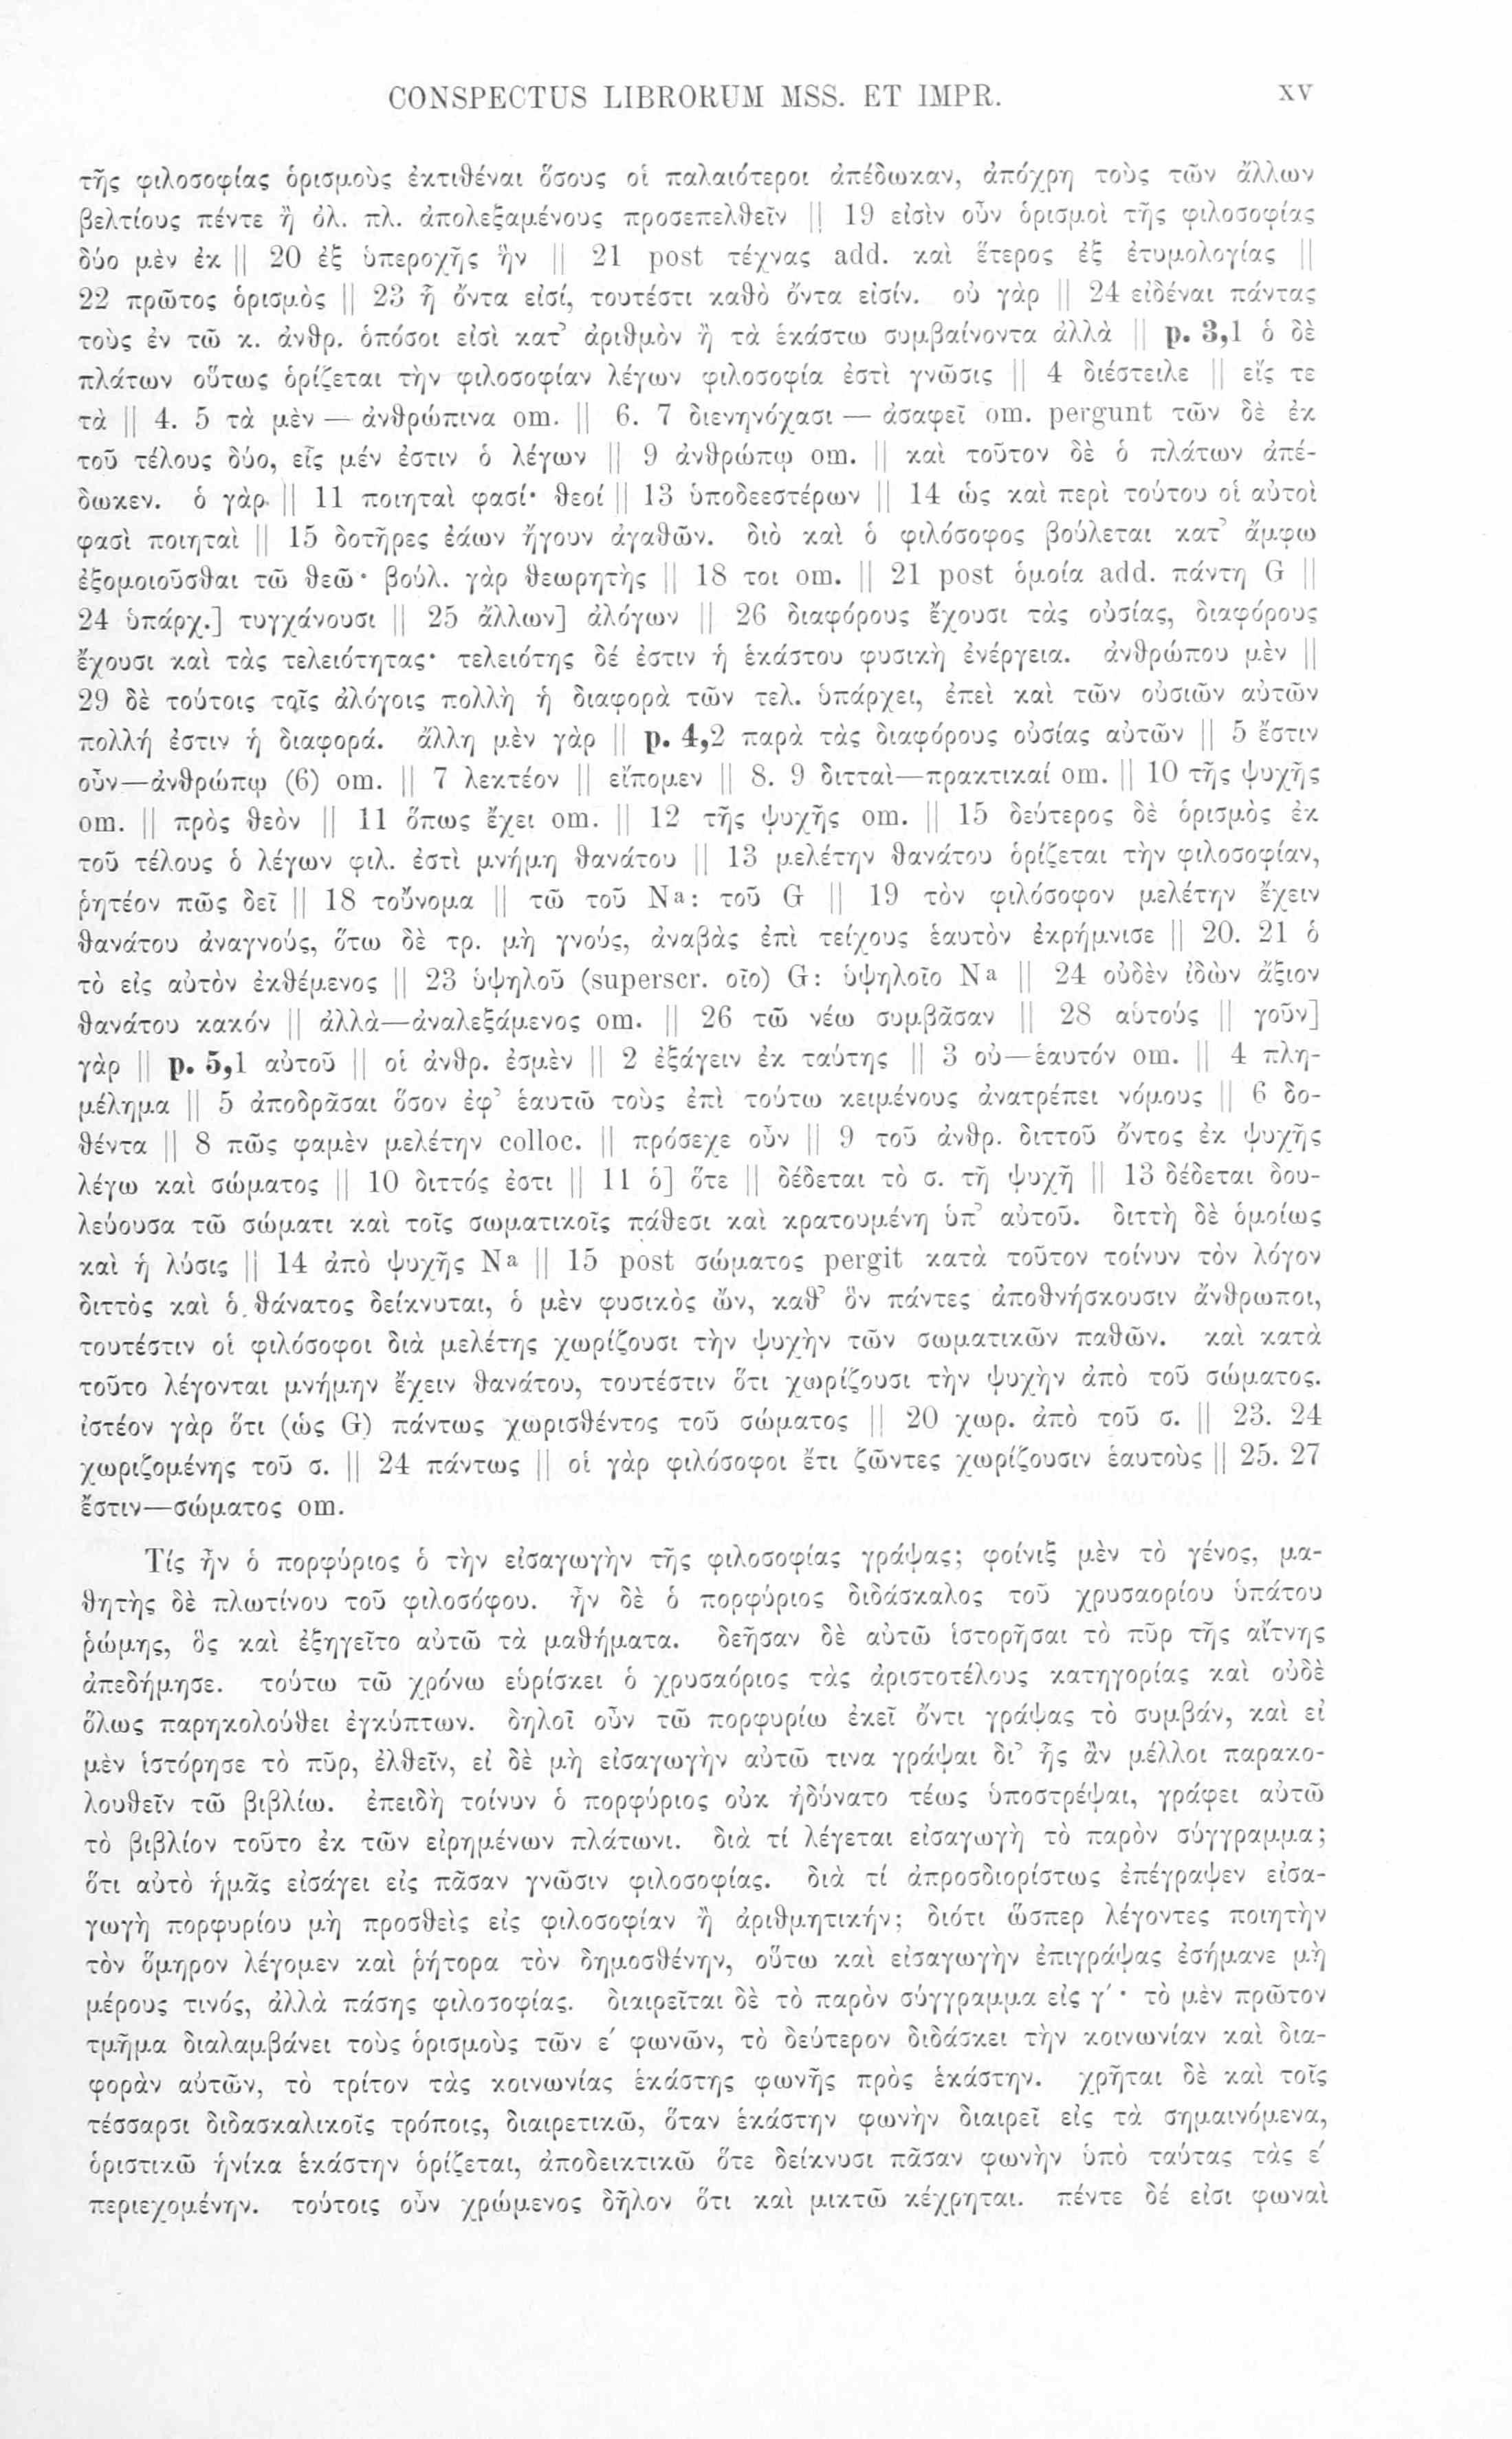 CONSPECTUS LIBRORUM MSS. ET IMPR. XV
τῆς φιλοσοφίας ὁρισμοὺς ἐκτιθέναι ὅσους οἱ παλαιότεροι ἀπέδωκαν, ἀπόχρη τοὺς τῶν ἄλλων
βελτίους πέντε ἢ ὀλ. πλ. ἀπολεξαμένους προσεπελθεῖν || 19 εἰσὶν οὖν ὁρισμοὶ τῆς φιλοσοφίας
δύο μὲν ἐκ || 20 ἐξ ὑπεροχῆς ἣν || 21 post τέχνας add. καὶ ἕτερος ἐξ ἐτυμολογίας ||
22 πρῶτος ὁρισμὸς || 23 ᾗ ὄντα εἰσί, τουτέστι καθὸ ὄντα εἰσίν. οὐ γὰρ || 24 εἰδέναι πάντας
τοὺς ἐν τῶ κ. ἀνθρ. ὁπόσοι εἰσὶ κατ᾽ ἀριθμὸν ἢ τὰ ἑκάστω συμβαίνοντα ἀλλὰ || p. 3,1 ὁ δὲ
πλάτων οὕτως ὁρίζεται τὴν φιλοσοφίαν λέγων φιλοσοφία ἐστὶ γνῶσις || 4 διέστειλε || εἴς τε
τὰ || 4. 5 τὰ μὲν — ἀνθρώπινα om. || 6. 7 διενηνόχασι — ἀσαφεῖ om. pergunt τῶν δὲ ἐκ
τοῦ τέλους δύο, εἷς μέν ἐστιν ὁ λέγων || 9 ἀνθρώπῳ om. || καὶ τοῦτον δὲ ὁ πλάτων ἀπέ-
δωκεν. ὁ γὰρ || 11 ποιηταὶ φασί· θεοί || 13 ὑποδεεστέρων || 14 ὡς καὶ περὶ τούτου οἱ αὐτοὶ
φασὶ ποιηταὶ || 15 δοτῆρες ἐάων ἤγουν ἀγαθῶν. διὸ καὶ ὁ φιλόσοφος βούλεται κατ᾽ ἄμφω
ἐξομοιοῦσθαι τῶ θεῶ· βούλ. γὰρ θεωρητὴς || 18 τοι om. || 21 post ὁμοία add. πάντη G ||
24 ὑπάρχ.] τυγχάνουσι || 25 ἄλλων] ἀλόγων || 26 διαφόρους ἔχουσι τὰς οὐσίας, διαφόρους
ἔχουσι καὶ τὰς τελειότητας· τελειότης δέ ἐστιν ἡ ἑκάστου φυσικὴ ἐνέργεια. ἀνθρώπου μὲν ||
29 δὲ τούτοις τοῖς ἀλόγοις πολλὴ ἡ διαφορὰ τῶν τελ. ὑπάρχει, ἐπεὶ καὶ τῶν οὐσιῶν αὐτῶν
πολλή ἐστιν ἡ διαφορά. ἄλλη μὲν γὰρ || p. 4,2 παρὰ τὰς διαφόρους οὐσίας αὐτῶν || 5 ἔστιν
οὖν—ἀνθρώπῳ (6) om. || 7 λεκτέον || εἴπομεν || 8. 9 διτταὶ—πρακτικαί om. || 10 τῆς ψυχῆς
om. || πρὸς θεὸν || 11 ὅπως ἔχει om. || 12 τῆς ψυχῆς om. || 15 δεύτερος δὲ ὁρισμὸς ἐκ
τοῦ τέλους ὁ λέγων φιλ. ἐστὶ μνήμη θανάτου || 13 μελέτην θανάτου ὁρίζεται τὴν φιλοσοφίαν,
ῥητέον πῶς δεῖ || 18 τοὔνομα || τῶ τοῦ Na: τοῦ G || 19 τὸν φιλόσοφον μελέτην ἔχειν
θανάτου ἀναγνούς, ὅτω δὲ τρ. μὴ γνούς, ἀναβὰς ἐπὶ τείχους ἑαυτὸν ἐκρήμνισε || 20. 21 ὁ
τὸ εἰς αὐτὸν ἐκθέμενος || 23 ὑψηλοῦ (superscr. οῖο) G: ὑψηλοῖο Na || 24 οὐδὲν ἰδὼν ἄξιον
θανάτου κακόν || ἀλλὰ—ἀναλεξάμενος om. || 26 τῶ νέω συμβᾶσαν || 28 αὑτούς || γοῦν]
γὰρ || p. 5,1 αὐτοῦ || οἱ ἀνθρ. ἐσμὲν || 2 ἐξάγειν ἐκ ταύτης || 3 οὐ—ἑαυτόν om. || 4 πλη-
μέλημα || 5 ἀποδρᾶσαι ὅσον ἐφ᾽ ἑαυτῶ τοὺς ἐπὶ τούτω κειμένους ἀνατρέπει νόμους || 6 δο-
θέντα || 8 πῶς φαμὲν μελέτην colloc. || πρόσεχε οὖν || 9 τοῦ ἀνθρ. διττοῦ ὄντος ἐκ ψυχῆς
λέγω καὶ σώματος || 10 διττός ἐστι || 11 ὁ] ὅτε || δέδεται τὸ σ. τῆ ψυχῆ || 13 δέδεται δου-
λεύουσα τῶ σώματι καὶ τοῖς σωματικοῖς πάθεσι καὶ κρατουμένη ὑπ᾽ αὐτοῦ. διττὴ δὲ ὁμοίως
καὶ ἡ λύσις || 14 ἀπὸ ψυχῆς Na || 15 post σώματος pergit κατὰ τοῦτον τοίνυν τὸν λόγον
διττὸς καὶ ὁ θάνατος δείκνυται, ὁ μὲν φυσικὸς ὤν, καθ᾽ ὃν πάντες ἀποθνήσκουσιν ἄνθρωποι,
τουτέστιν οἱ φιλόσοφοι διὰ μελέτης χωρίζουσι τὴν ψυχὴν τῶν σωματικῶν παθῶν. καὶ κατὰ
τοῦτο λέγονται μνήμην ἔχειν θανάτου, τουτέστιν ὅτι χωρίζουσι τὴν ψυχὴν ἀπὸ τοῦ σώματος.
ἰστέον γὰρ ὅτι (ὡς G) πάντως χωρισθέντος τοῦ σώματος || 20 χωρ. ἀπὸ τοῦ σ. || 23. 24
χωριζομένης τοῦ σ. || 24 πάντως || οἱ γὰρ φιλόσοφοι ἔτι ζῶντες χωρίζουσιν ἑαυτοὺς || 25. 27
ἔστιν—σώματος om.
Τίς ἦν ὁ πορφύριος ὁ τὴν εἰσαγωγὴν τῆς φιλοσοφίας γράψας; φοίνιξ μὲν τὸ γένος, μα-
θητὴς δὲ πλωτίνου τοῦ φιλοσόφου. ἦν δὲ ὁ πορφύριος διδάσκαλος τοῦ χρυσαορίου ὑπάτου
ῥώμης, ὃς καὶ ἐξηγεῖτο αὐτῶ τὰ μαθήματα. δεῆσαν δὲ αὐτῶ ἱστορῆσαι τὸ πῦρ τῆς αἴτνης
ἀπεδήμησε. τούτω τῶ χρόνω εὑρίσκει ὁ χρυσαόριος τὰς ἀριστοτέλους κατηγορίας καὶ οὐδὲ
ὅλως παρηκολούθει ἐγκύπτων. δηλοῖ οὖν τῶ πορφυρίω ἐκεῖ ὄντι γράψας τὸ συμβάν, καὶ εἰ
μὲν ἱστόρησε τὸ πῦρ, ἐλθεῖν, εἰ δὲ μὴ εἰσαγωγὴν αὐτῶ τινα γράψαι δι᾽ ἧς ἂν μέλλοι παρακο-
λουθεῖν τῶ βιβλίω. ἐπειδὴ τοίνυν ὁ πορφύριος οὐκ ἠδύνατο τέως ὑποστρέψαι, γράφει αὐτῶ
τὸ βιβλίον τοῦτο ἐκ τῶν εἰρημένων πλάτωνι. διὰ τί λέγεται εἰσαγωγὴ τὸ παρὸν σύγγραμμα;
ὅτι αὐτὸ ἡμᾶς εἰσάγει εἰς πᾶσαν γνῶσιν φιλοσοφίας. διὰ τί ἀπροσδιορίστως ἐπέγραψεν εἰσα-
γωγὴ πορφυρίου μὴ προσθεὶς εἰς φιλοσοφίαν ἢ ἀριθμητικήν; διότι ὥσπερ λέγοντες ποιητὴν
τὸν ὅμηρον λέγομεν καὶ ῥήτορα τὸν δημοσθένην, οὕτω καὶ εἰσαγωγὴν ἐπιγράψας ἐσήμανε μὴ
μέρους τινός, ἀλλὰ πάσης φιλοσοφίας. διαιρεῖται δὲ τὸ παρὸν σύγγραμμα εἰς γ´· τὸ μὲν πρῶτον
τμῆμα διαλαμβάνει τοὺς ὁρισμοὺς τῶν ε´ φωνῶν, τὸ δεύτερον διδάσκει τὴν κοινωνίαν καὶ δια-
φορὰν αὐτῶν, τὸ τρίτον τὰς κοινωνίας ἑκάστης φωνῆς πρὸς ἑκάστην. χρῆται δὲ καὶ τοῖς
τέσσαρσι διδασκαλικοῖς τρόποις, διαιρετικῶ, ὅταν ἑκάστην φωνὴν διαιρεῖ εἰς τὰ σημαινόμενα,
ὁριστικῶ ἡνίκα ἑκάστην ὁρίζεται, ἀποδεικτικῶ ὅτε δείκνυσι πᾶσαν φωνὴν ὑπὸ ταύτας τὰς ε´
περιεχομένην. τούτοις οὖν χρώμενος δῆλον ὅτι καὶ μικτῶ κέχρηται. πέντε δέ εἰσι φωναὶ